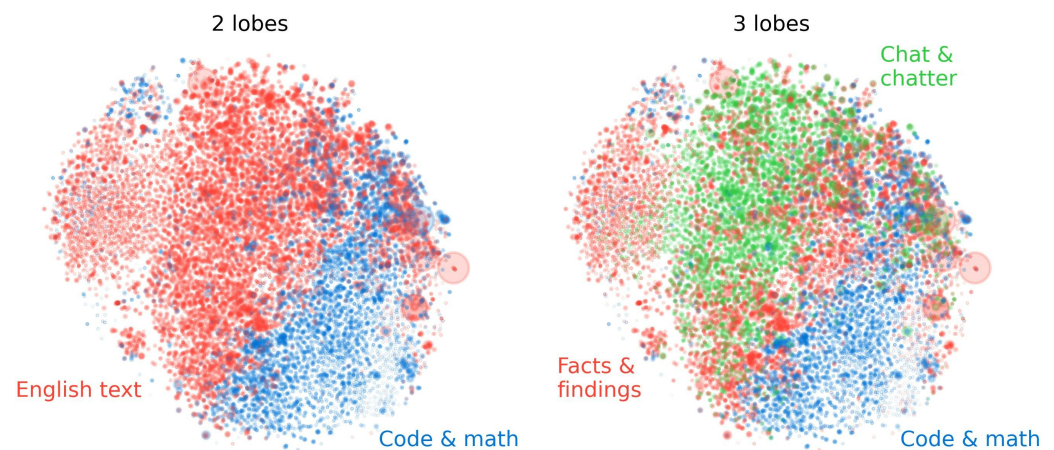 2 lobes
3 lobes
Chat &
chatter
English text
Code & math
Facts &
findings
Code & math